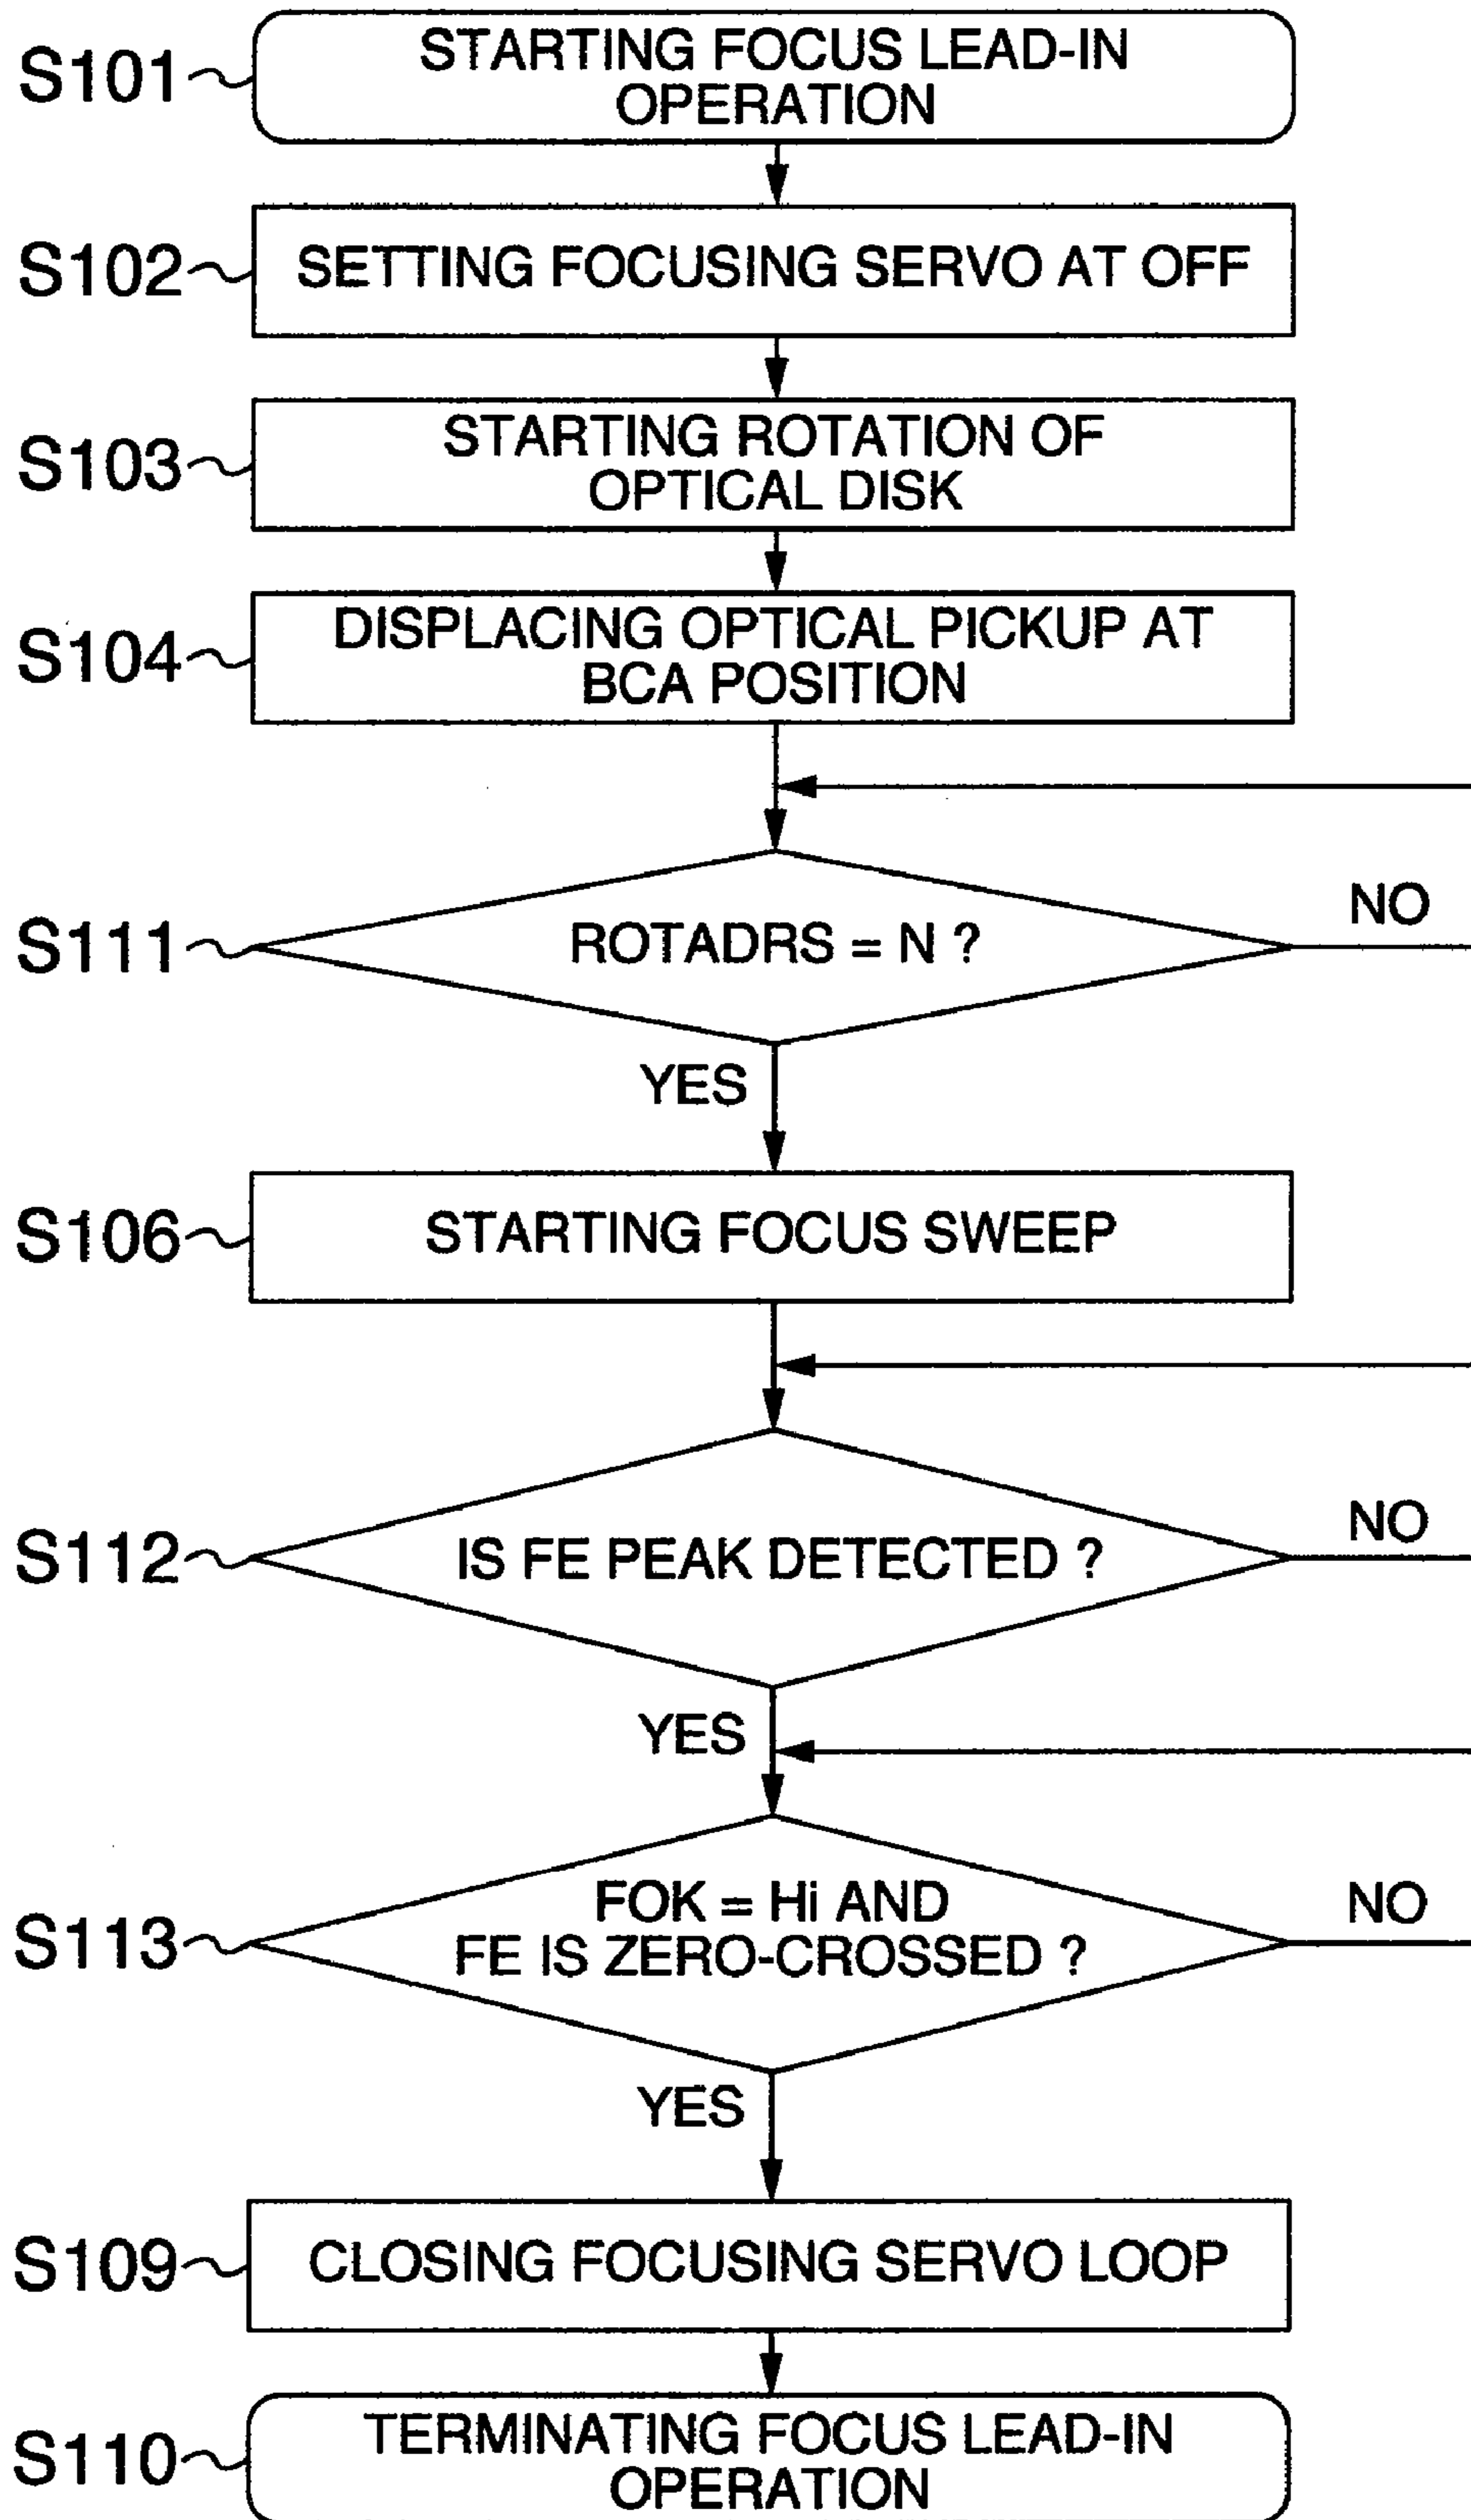 S101
STARTING FOCUS LEAD-IN
OPERATION
S102
SETTING FOCUSING SERVO AT OFF
S103
STARTING ROTATION OF
OPTICAL DISK
S104
DISPLACING OPTICAL PICKUP AT
BCA POSITION
S111
ROTADRS = N ?
NO
YES
S106
STARTING FOCUS SWEEP
S112
IS FE PEAK DETECTED ?
NO
YES
S113
FOK = Hi AND
FE IS ZERO-CROSSED ?
NO
YES
S109
CLOSING FOCUSING SERVO LOOP
S110
TERMINATING FOCUS LEAD-IN
OPERATION